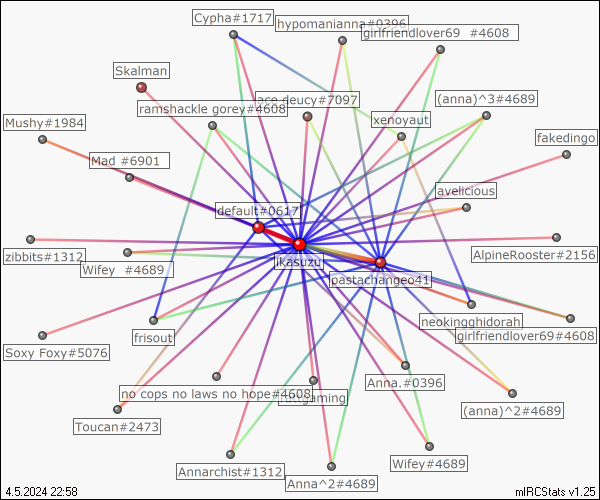 Cypha#1717
hypomanianna#0396
girlfriendlover69 #4608
Skalman
ace deucy#7097
ramshackle gorey#4608
(anna)^3#4689
Mushy#1984
xenoyaut
fakedingo
Mad #6901
avelicious
default#0617
zibbits#1312
Wifey #4689
ikasuzu
AlpineRooster#2156
pastachangeo41
neokingghidorah
girlfriendlover69#4608
frisout
Soxy Foxy#5076
Anna.#0396
no cops no laws no hope#4608
(anna)^2#4689
Toucan#2473
Annarchist#1312
Wifey#4689
Anna^2#4689
4.5.2024 22:58
mIRCStats v1.25